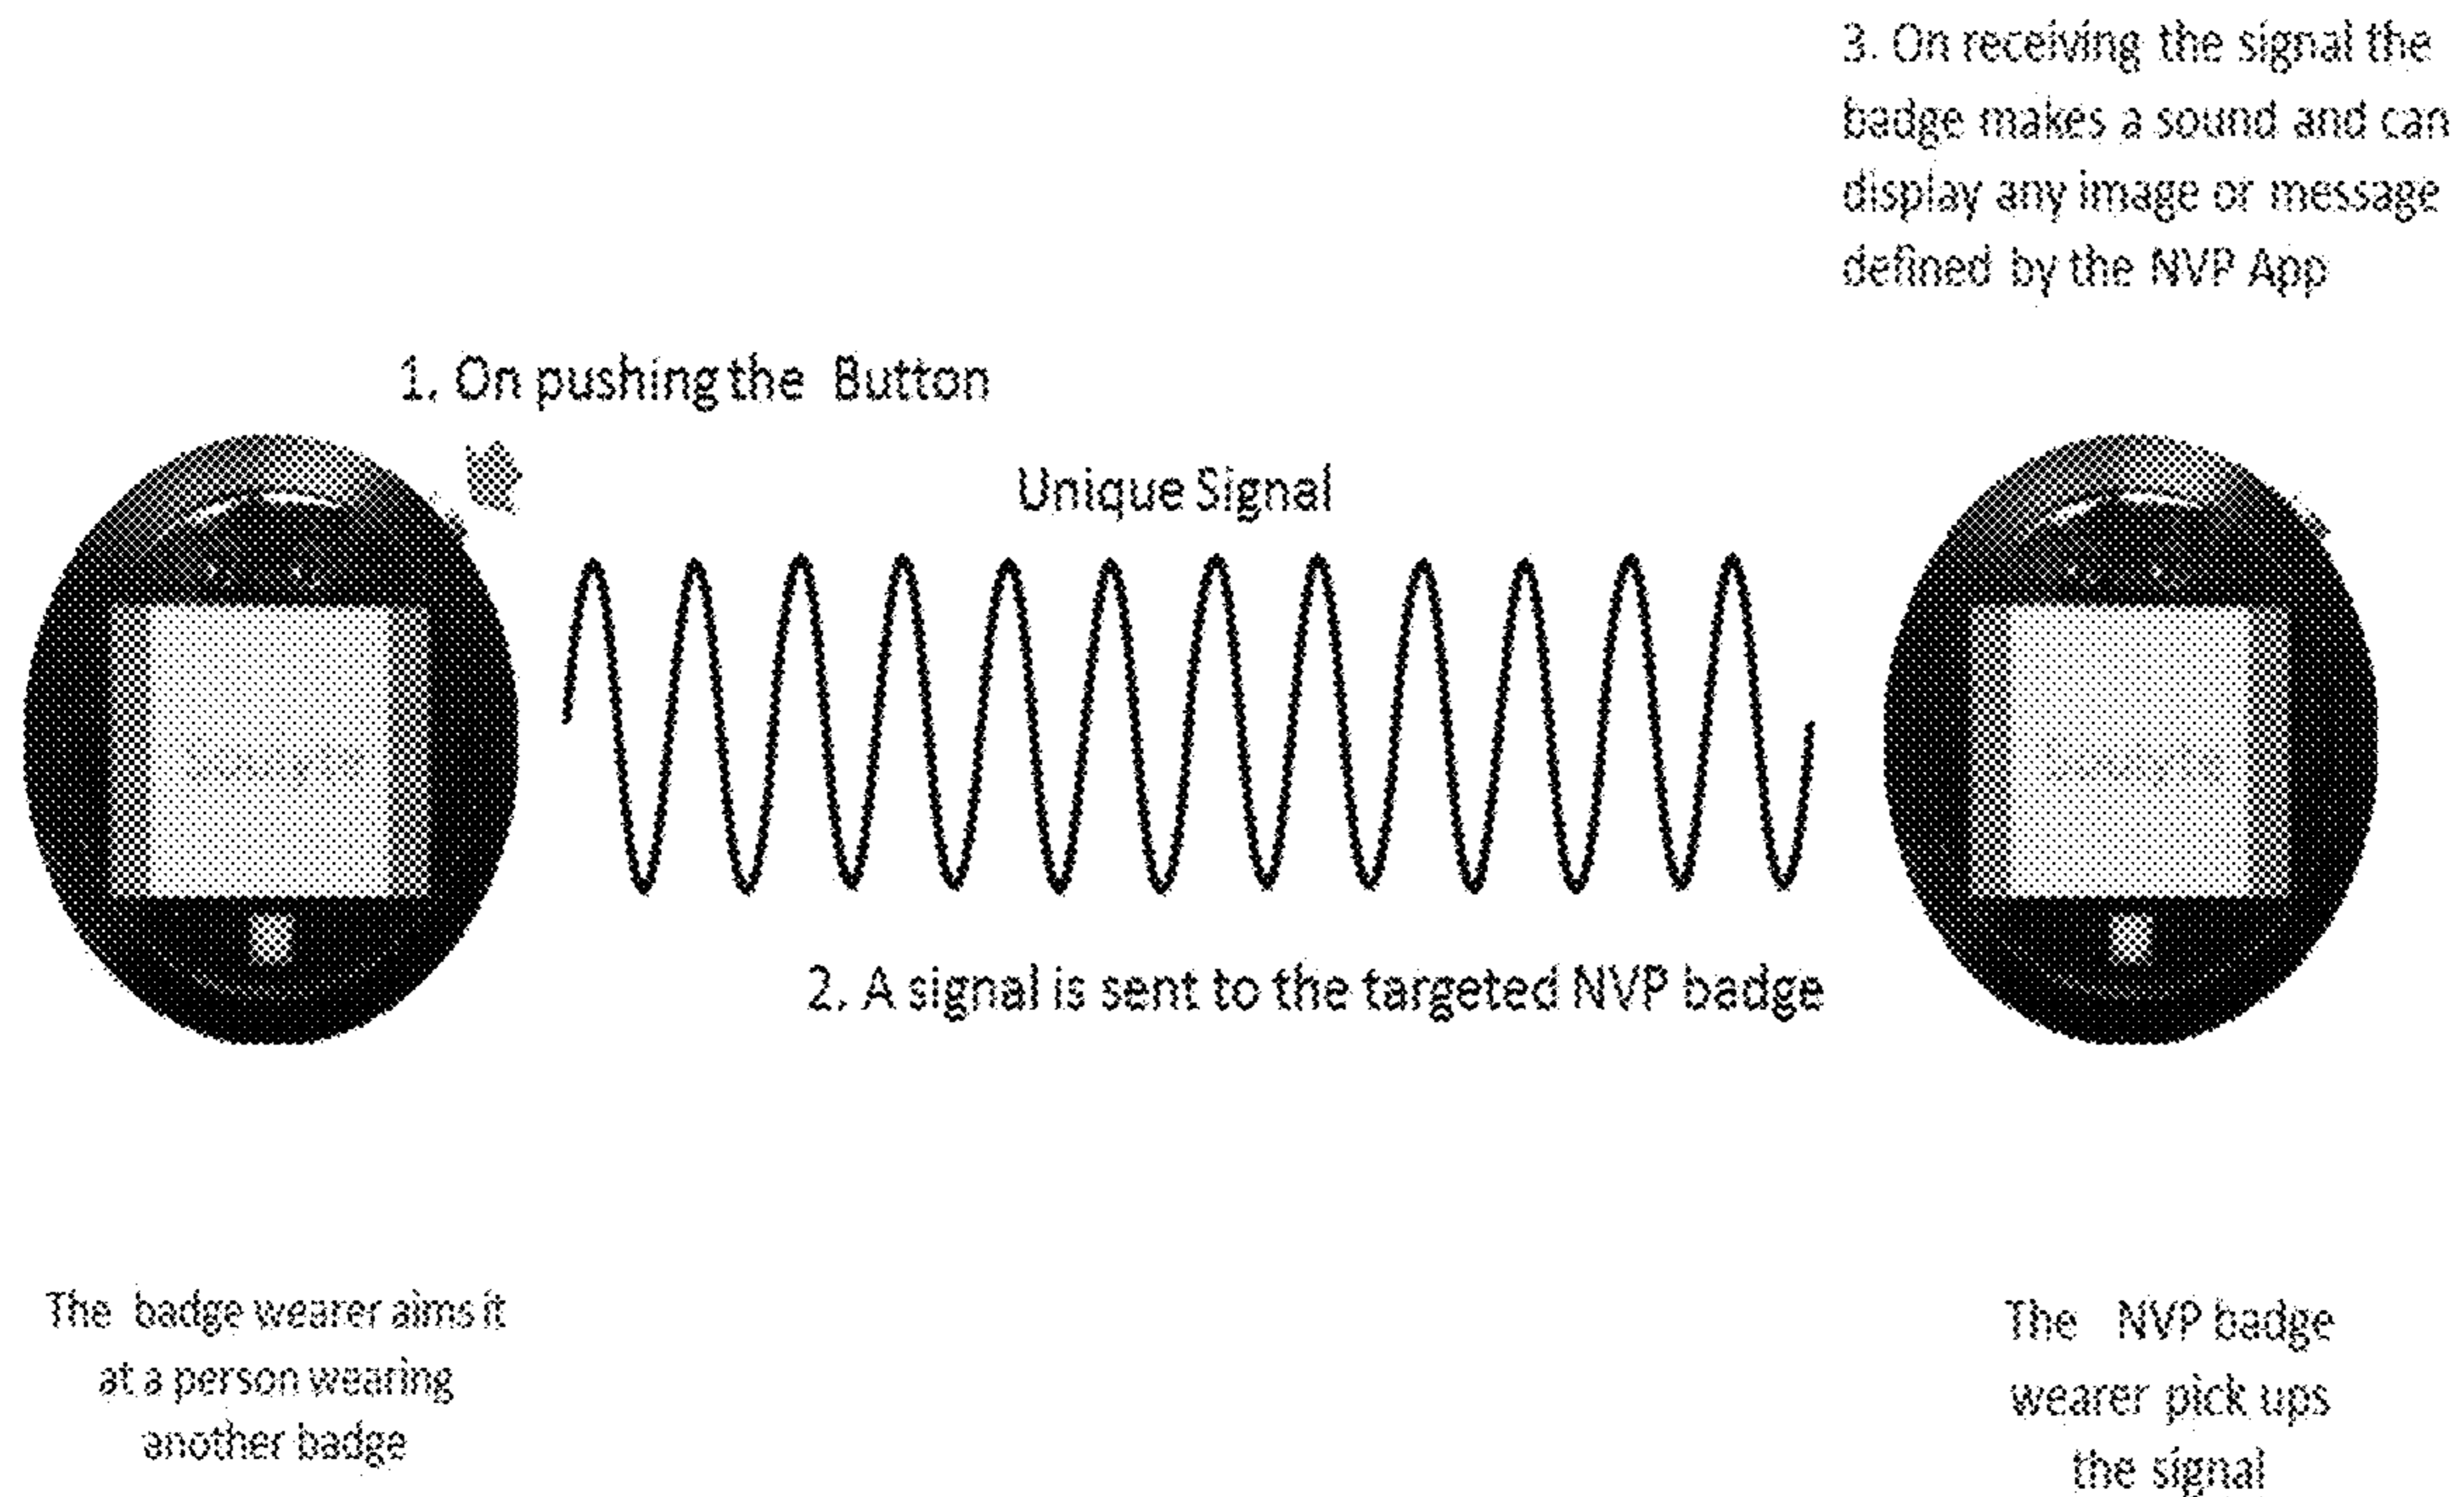 3. On receiving the signal the
badge makes a sound and can
display any image or message
defined by the NVP App
1. On pushing the Button
Unique Signal
2. A signal is sent to the targeted NVP badge
The badge wearer aims it
at a person wearing
another badge
The NVP badge
wearer pick ups
the signal